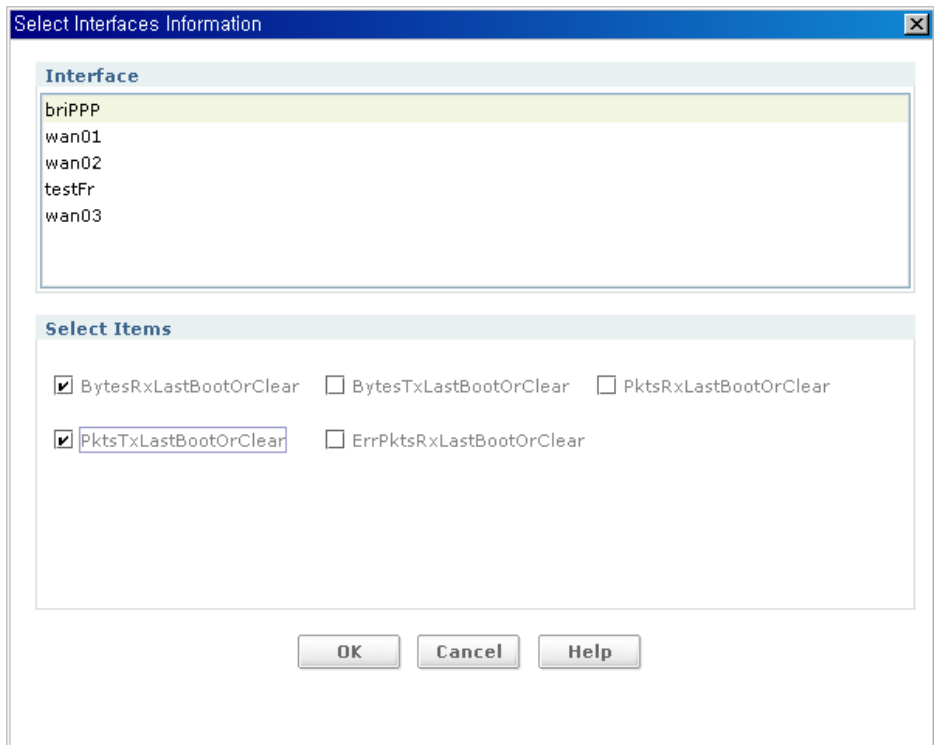 Select Interfaces Information
Interface
briPPP
wan01
wan02
testFr
wan03
Select Items
BytesRxLastBootOrClear BytesTxLastBootOrClear PktsRxLastBootOrClear
PktsTxLastBootOrClear ErrPktsRxLastBootOrClear
OK Cancel Help